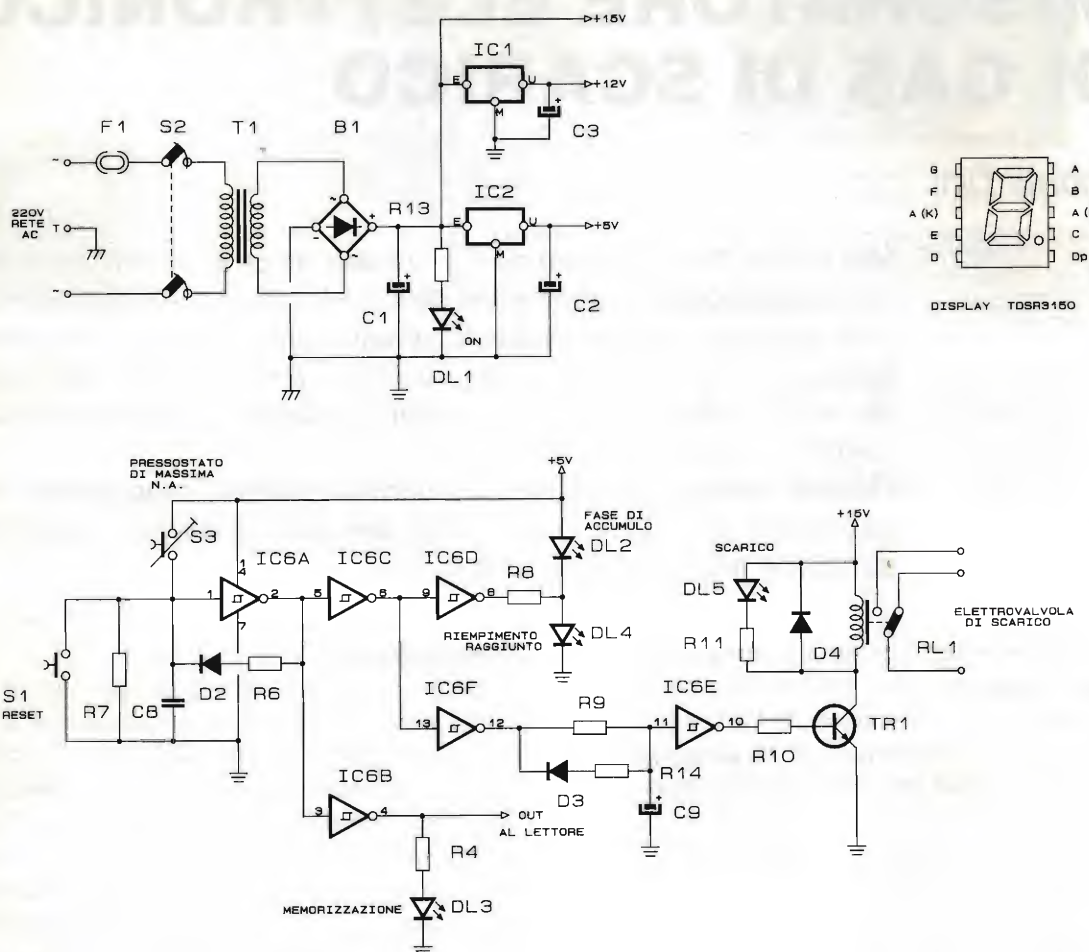 +15V
IC1
E
U
+12V
M
C3
F1
S2
T1
B1
~
220V
RETE
AC
T
~
~
+
-
~
R13
IC2
E
U
+5V
M
+
C1
ON
DL1
+
C2
G
F
A (K)
E
D
A
B
A (
C
Dp
DISPLAY TDSR3150
PRESSOSTATO
DI MASSIMA
N.A.
S3
+5V
FASE DI
ACCUMULO
DL2
1
4
IC6A
1
2
7
IC6C
5
6
IC6D
9
8
R8
RIEMPIMENTO
RAGGIUNTO
DL4
S1
RESET
R7
C8
D2
R6
IC6F
13
12
R9
D3
R14
IC6E
11
10
R10
+
C9
SCARICO
+15V
DL5
R11
D4
RL1
ELETTROVALVOLA
DI SCARICO
TR1
IC6B
3
4
OUT
AL LETTORE
R4
MEMORIZZAZIONE
DL3